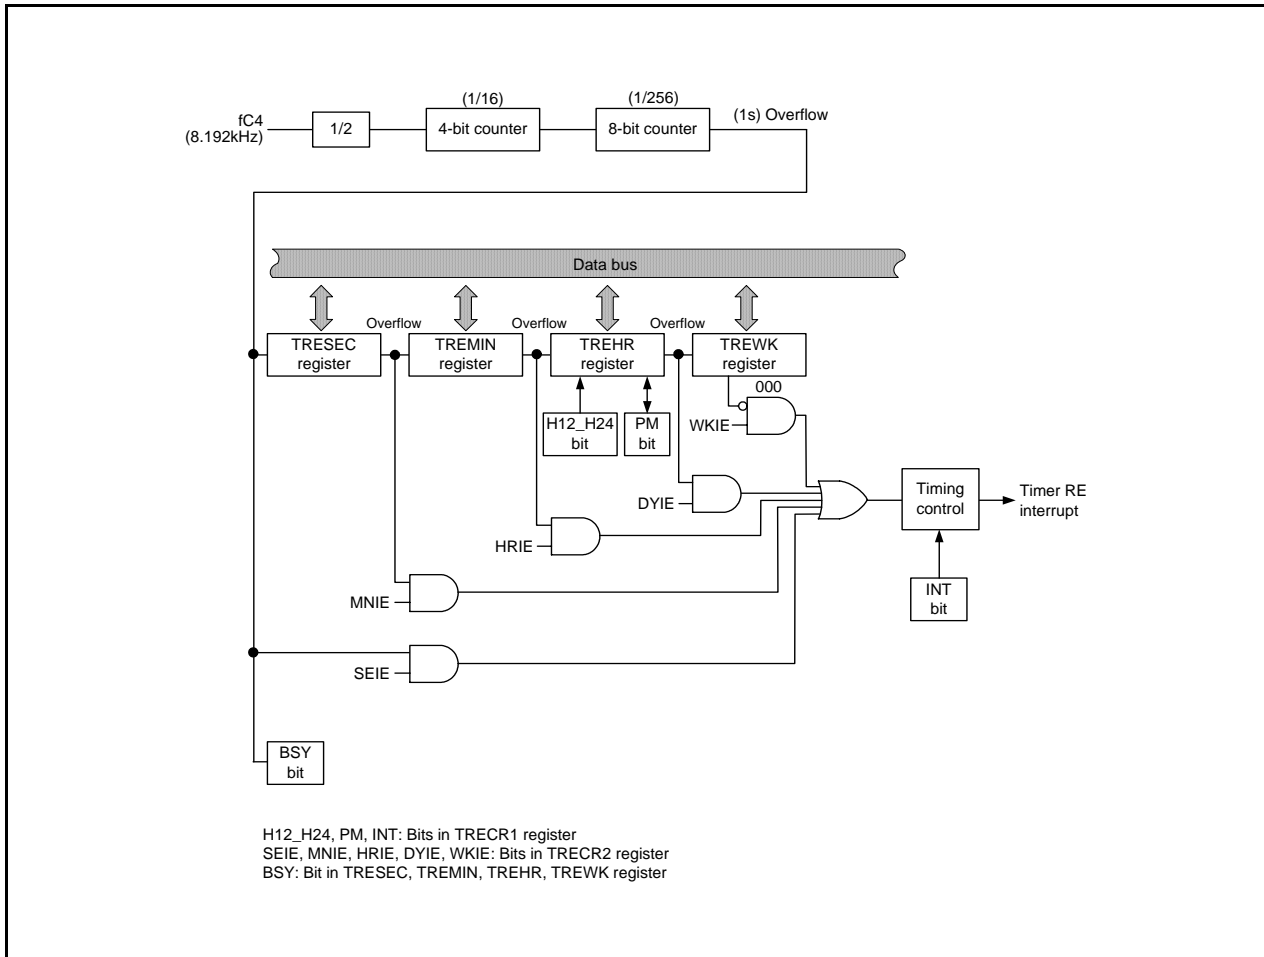 (1/16)
(1/256)
fC4
(8.192kHz)
1/2
4-bit counter
8-bit counter
(1s) Overflow
Data bus
Overflow
Overflow
Overflow
TRESEC
register
TREMIN
register
TREHR
register
TREWK
register
000
H12_H24
bit
PM
bit
WKIE
DYIE
HRIE
MNIE
SEIE
Timing
control
Timer RE
interrupt
INT
bit
BSY
bit
H12_H24, PM, INT: Bits in TRECR1 register
SEIE, MNIE, HRIE, DYIE, WKIE: Bits in TRECR2 register
BSY: Bit in TRESEC, TREMIN, TREHR, TREWK register